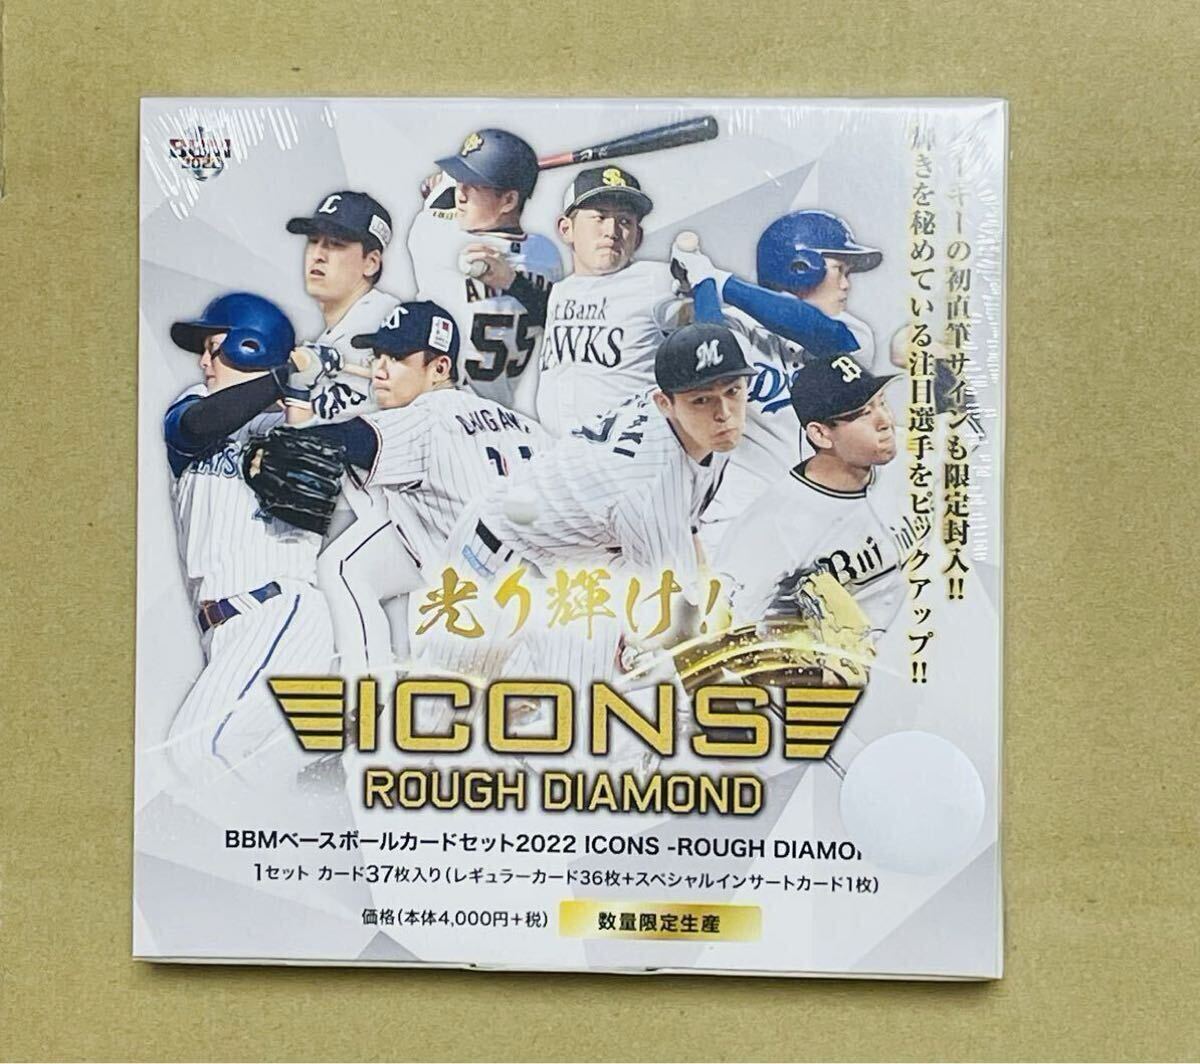 BBM
2022
ーキーの初直筆サインも限定封入!!
輝きを秘めている注目選手をピックアップ!!
L
55
S
tBank
WKS
M
B
Buf
光り輝け!
ICONS
ROUGH DIAMOND
BBMベースボールカードセット2022 ICONS -ROUGH DIAMO
1セット カード37枚入り(レギュラーカード36枚+スペシャルインサートカード1枚)
価格(本体4,000円+税)
数量限定生産